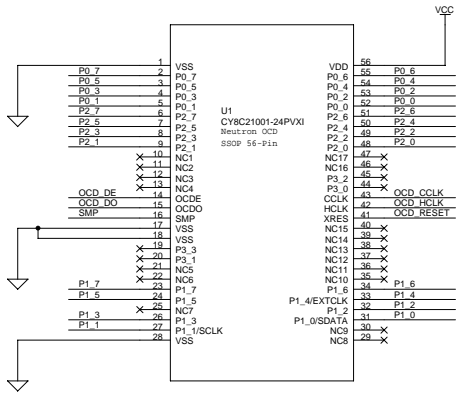 VCC
1 VSS VDD 56
P0_7 2 P0_7 P0_6 55 P0_6
P0_5 3 P0_5 P0_4 54 P0_4
P0_3 4 P0_3 P0_2 53 P0_2
P0_1 5 P0_1 P0_0 52 P0_0
P2_7 6 P2_7 P2_6 51 P2_6
P2_5 7 P2_5 P2_4 50 P2_4
P2_3 8 P2_3 P2_2 49 P2_2
P2_1 9 P2_1 P2_0 48 P2_0
U1
CY8C21001-24PVXI
Neutron OCD
SSOP 56-Pin
10 NC1 NC17 47
11 NC2 NC16 46
12 NC3 P3_2 45
13 NC4 P3_0 44
OCD_DE 14 OCDE CCLK 43 OCD_CCLK
OCD_DO 15 OCDO HCLK 42 OCD_HCLK
SMP 16 SMP XRES 41 OCD_RESET
17 VSS NC15 40
18 VSS NC14 39
19 P3_3 NC13 38
20 P3_1 NC12 37
21 NC5 NC11 36
22 NC6 NC10 35
P1_7 23 P1_7 P1_6 34 P1_6
P1_5 24 P1_5 P1_4/EXTCLK 33 P1_4
25 NC7 P1_2 32 P1_2
P1_3 26 P1_3 P1_0/SDATA 31 P1_0
P1_1 27 P1_1/SCLK NC9 30
28 VSS NC8 29